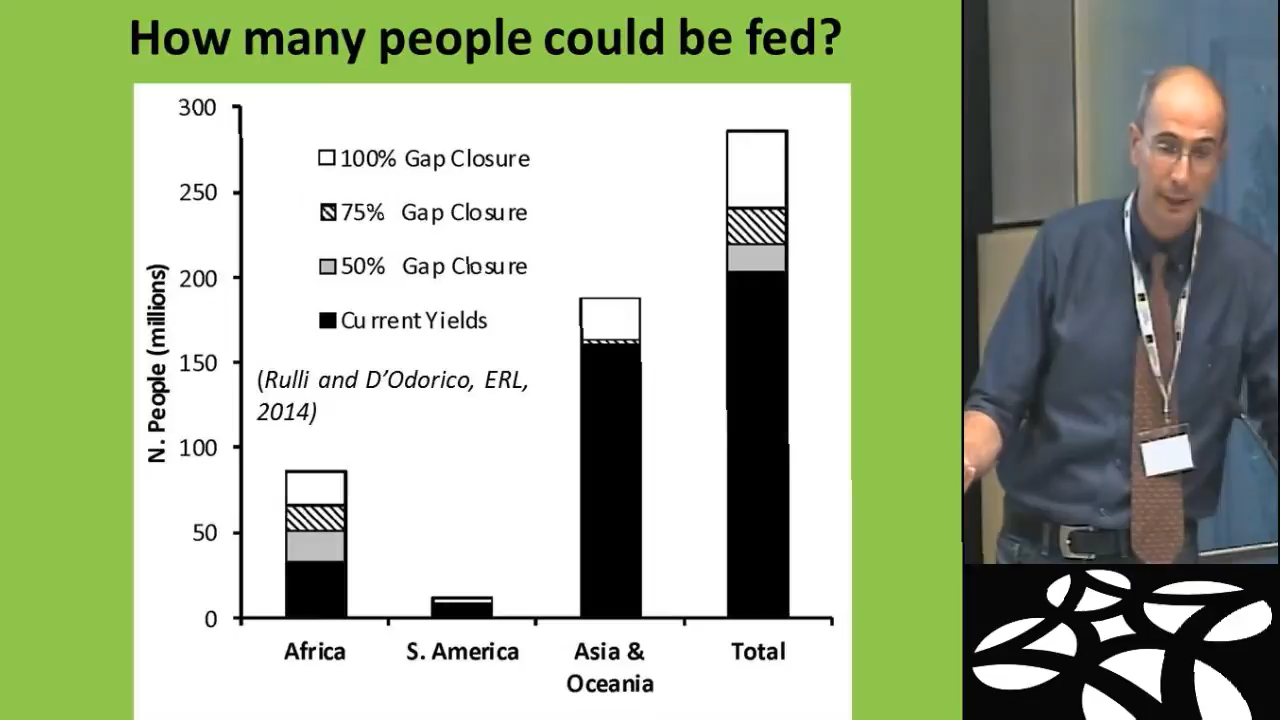 How many people could be fed?
300
250
200
150
100
50
0
N. People (millions)
100% Gap Closure
75% Gap Closure
50% Gap Closure
Current Yields
(Rulli and D’Odorico, ERL,
2014)
Africa
S. America
Asia &
Oceania
Total